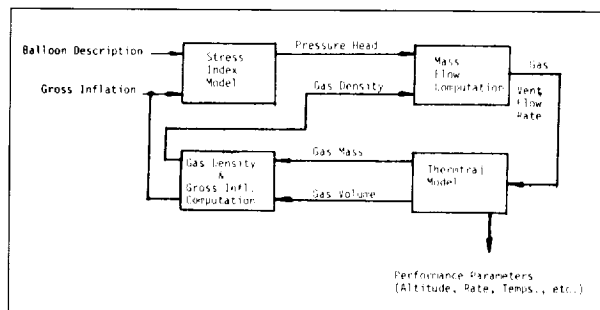 Balloon Description
Gross Inflation
Stress
Index
Model
Pressure Head
Gas Density
Mass
Flow
Computation
Gas
Vent
Flow
Rate
Gas Density
&
Gross Infl.
Computation
Gas Mass
Gas Volume
Thermtraj
Model
Performance Parameters
(Altitude, Rate, Temps., etc.)